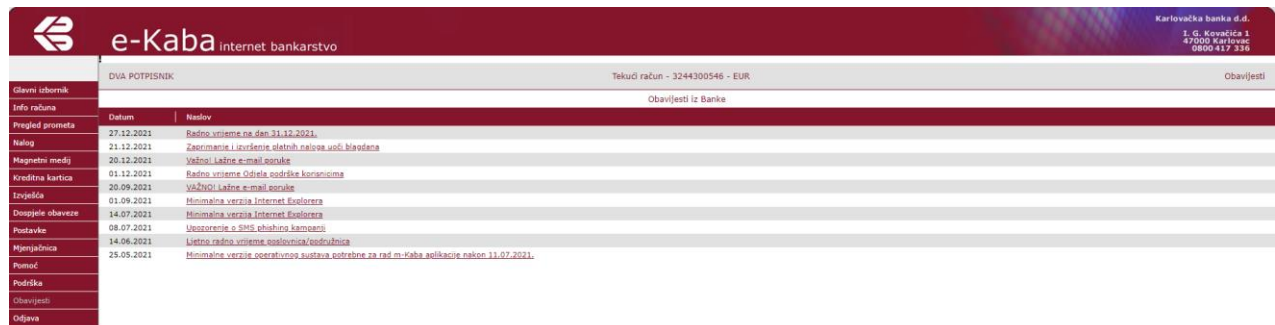 Karlovačka banka d.d.
I. G. Kovačića 1
47000 Karlovac
0800 417 336
e-Kaba internet bankarstvo
DVA POTPISNIK
Tekući račun - 3244300546 - EUR
Obavijesti
Glavni izbornik
Info računa
Pregled prometa
Nalog
Magnetni medij
Kreditna kartica
Izvješća
Dospjele obaveze
Postavke
Mjenjačnica
Pomoć
Podrška
Obavijesti
Odjava
Obavijesti iz Banke
Datum Naslov
27.12.2021 Radno vrijeme na dan 31.12.2021.
21.12.2021 Zaprimanje i izvršenje platnih naloga uoči blagdana
20.12.2021 Važno! Lažne e-mail poruke
01.12.2021 Radno vrijeme Odjela podrške korisnicima
20.09.2021 VAŽNO! Lažne e-mail poruke
01.09.2021 Minimalna verzija Internet Explorera
14.07.2021 Minimalna verzija Internet Explorera
08.07.2021 Upozorenje o SMS phishing kampanji
14.06.2021 Ljetno radno vrijeme poslovnica/podružnica
25.05.2021 Minimalne verzije operativnog sustava potrebne za rad m-Kaba aplikacije nakon 11.07.2021.